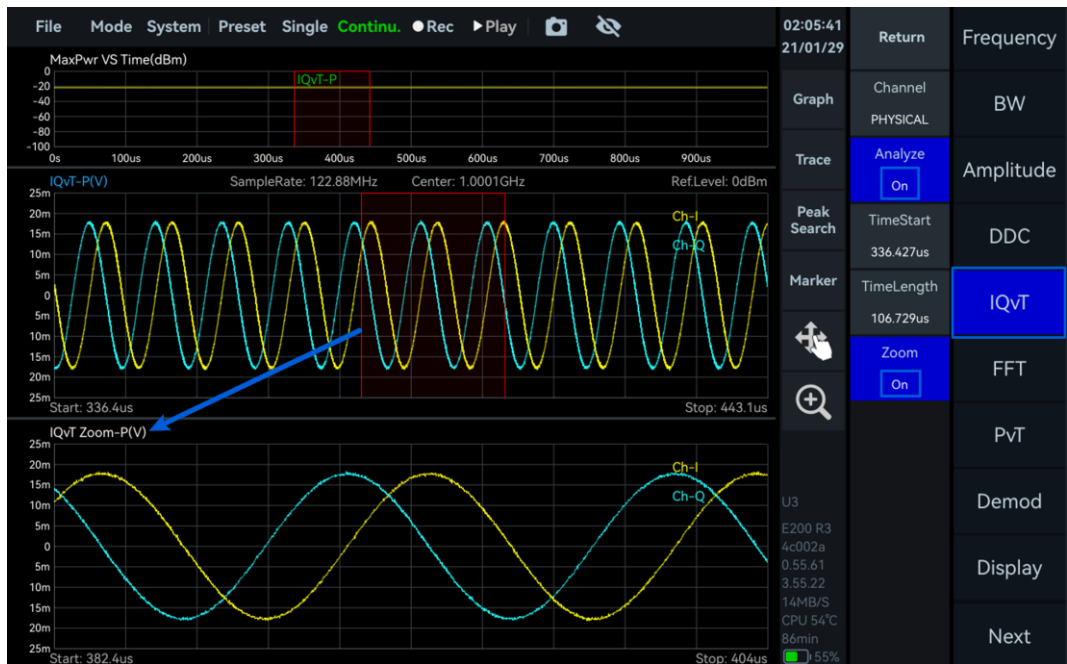 File Mode System Preset Single Continu. Rec Play
02:05:41
21/01/29
MaxPwr VS Time(dBm)
IQvT-P
0
-20
-40
-60
-80
-100
0s 100us 200us 300us 400us 500us 600us 700us 800us 900us
IQvT-P(V) SampleRate: 122.88MHz Center: 1.0001GHz Ref.Level: 0dBm
25m
20m
15m
10m
5m
0
5m
10m
15m
20m
25m
Ch-I
Ch-Q
Start: 336.4us Stop: 443.1us
IQvT Zoom-P(V)
25m
20m
15m
10m
5m
0
5m
10m
15m
20m
25m
Ch-I
Ch-Q
Start: 382.4us Stop: 404us
Graph
Trace
Peak
Search
Marker
U3
E200 R3
4c002a
0.55.61
3.55.22
14MB/S
CPU 54℃
86min
55%
Return
Channel
PHYSICAL
Analyze
On
TimeStart
336.427us
TimeLength
106.729us
Zoom
On
Frequency
BW
Amplitude
DDC
IQvT
FFT
PvT
Demod
Display
Next